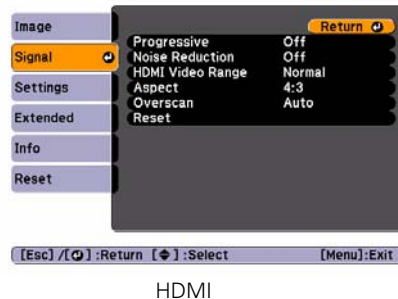 Image
Signal
Settings
Extended
Info
Reset
Return
Progressive Off
Noise Reduction Off
HDMI Video Range Normal
Aspect 4:3
Overscan Auto
Reset
[Esc] /[ ] :Return [ ] :Select [Menu]:Exit
HDMI